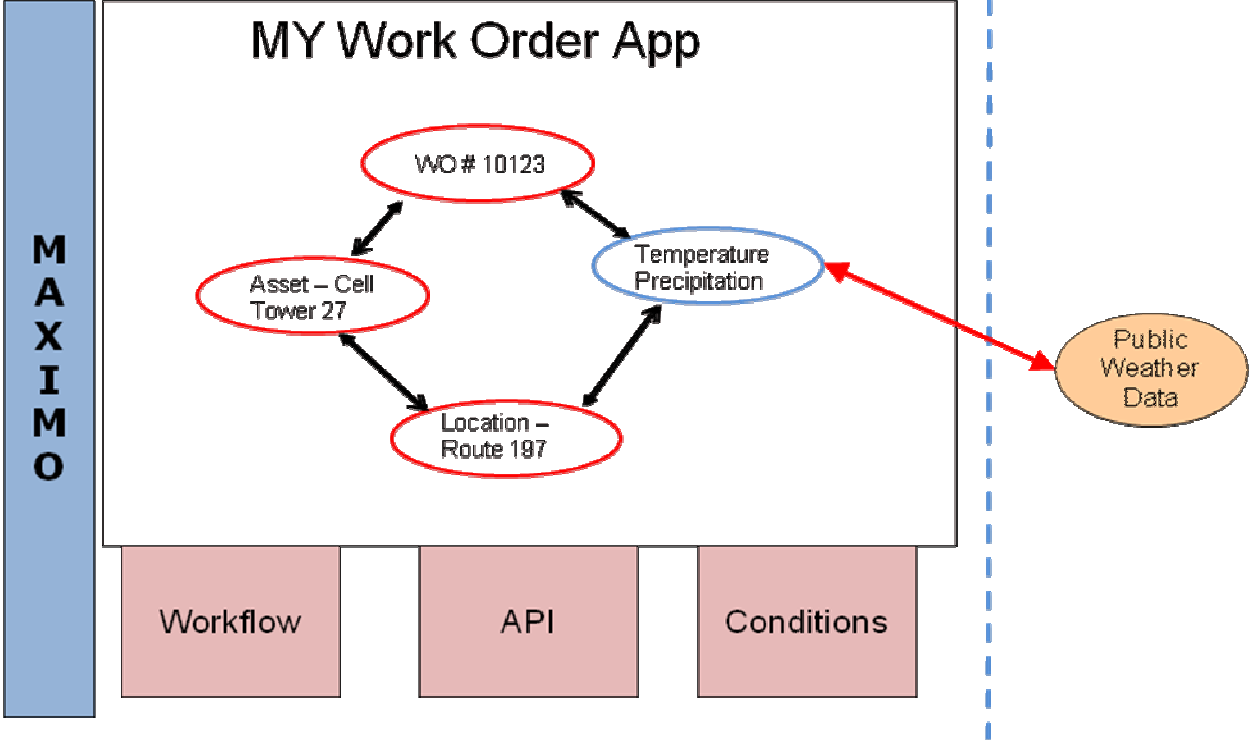 MY Work Order App
MAXIMO
WO # 10123
Temperature
Precipitation
Asset – Cell
Tower 27
Public
Weather
Data
Location –
Route 197
Workflow
API
Conditions